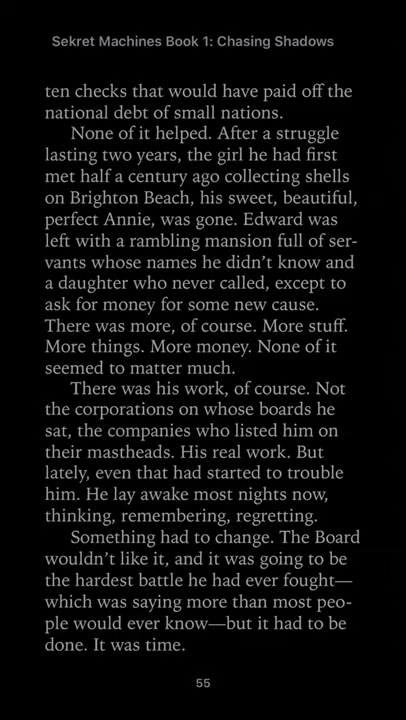 Sekret Machines Book 1: Chasing Shadows
ten checks that would have paid off the
national debt of small nations.
None of it helped. After a struggle
lasting two years, the girl he had first
met half a century ago collecting shells
on Brighton Beach, his sweet, beautiful,
perfect Annie, was gone. Edward was
left with a rambling mansion full of ser-
vants whose names he didn’t know and
a daughter who never called, except to
ask for money for some new cause.
There was more, of course. More stuff.
More things. More money. None of it
seemed to matter much.
There was his work, of course. Not
the corporations on whose boards he
sat, the companies who listed him on
their mastheads. His real work. But
lately, even that had started to trouble
him. He lay awake most nights now,
thinking, remembering, regretting.
Something had to change. The Board
wouldn’t like it, and it was going to be
the hardest battle he had ever fought—
which was saying more than most peo-
ple would ever know—but it had to be
done. It was time.
55